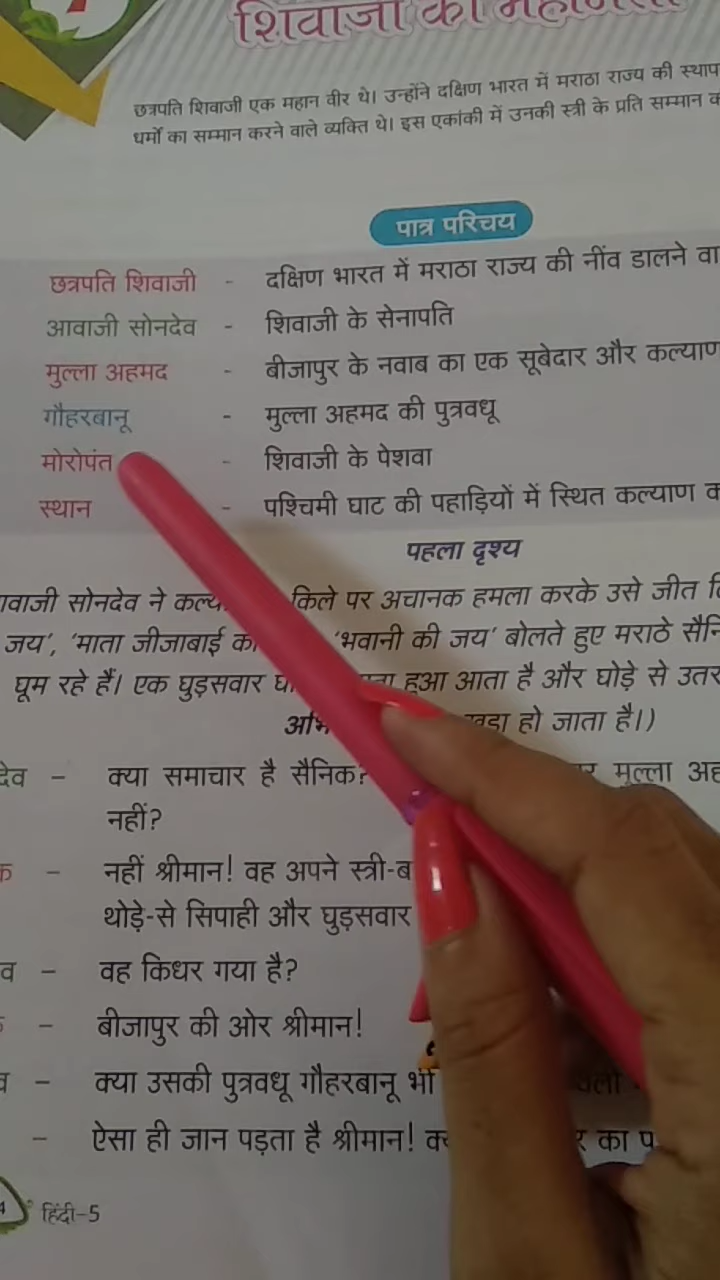 शिवाजी की महानता
छत्रपति शिवाजी एक महान वीर थे। उन्होंने दक्षिण भारत में मराठा राज्य की
धर्मों का सम्मान करने वाले व्यक्ति थे। इस एकांकी में उनकी स्त्री के प्रति सम्मान
पात्र परिचय
छत्रपति शिवाजी - दक्षिण भारत में मराठा राज्य की नींव डालने
आवाजी सोनदेव - शिवाजी के सेनापति
मुल्ला अहमद - बीजापुर के नवाब का एक सूबेदार और कल्याण
गौहरबानू - मुल्ला अहमद की पुत्रवधू
मोरोपंत - शिवाजी के पेशवा
स्थान - पश्चिमी घाट की पहाड़ियों में स्थित कल्याण
पहला दृश्य
सोनदेव ने किले पर अचानक हमला करके उसे जीत
जय', 'माता जीजाबाई 'भवानी की जय' बोलते हुए मराठे
घूम रहे हैं। एक घुड़सवार हुआ आता है और घोड़े से
खड़ा हो जाता है।)
देव - क्या समाचार है सैनिक? मुल्ला
नहीं?
क - नहीं श्रीमान! वह अपने
थोड़े-से सिपाही और घुड़सवार
व - वह किधर गया है?
क - बीजापुर की ओर श्रीमान!
व - क्या उसकी पुत्रवधू गौहरबानू भी
- ऐसा ही जान पड़ता है श्रीमान! का
हिंदी-5